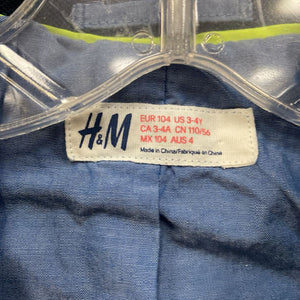 H&M
EUR 104 US 3-4Y
CA 3-4A CN 110/56
MX 104 AUS 4
Made in China/Fabriqué en Chine